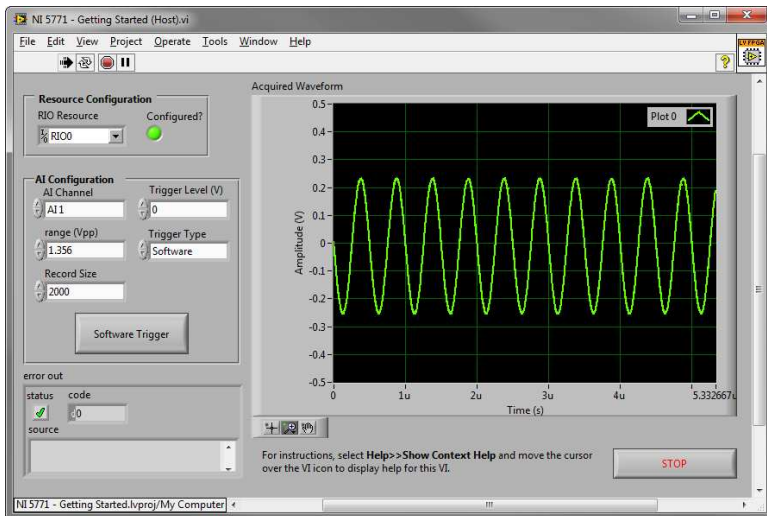 NI 5771 - Getting Started (Host).vi
File Edit View Project Operate Tools Window Help
LV FPGA
Resource Configuration
RIO Resource Configured?
RIO0
AI Configuration
AI Channel Trigger Level (V)
AI 1 0
range (Vpp) Trigger Type
1.356 Software
Record Size
2000
Software Trigger
error out
status code
0
source
Acquired Waveform
Plot 0
0.5
0.4
0.3
0.2
0.1
0
-0.1
-0.2
-0.3
-0.4
-0.5
Amplitude (V)
0 1u 2u 3u 4u 5.332667u
Time (s)
For instructions, select Help>>Show Context Help and move the cursor
over the VI icon to display help for this VI.
STOP
NI 5771 - Getting Started.lvproj/My Computer